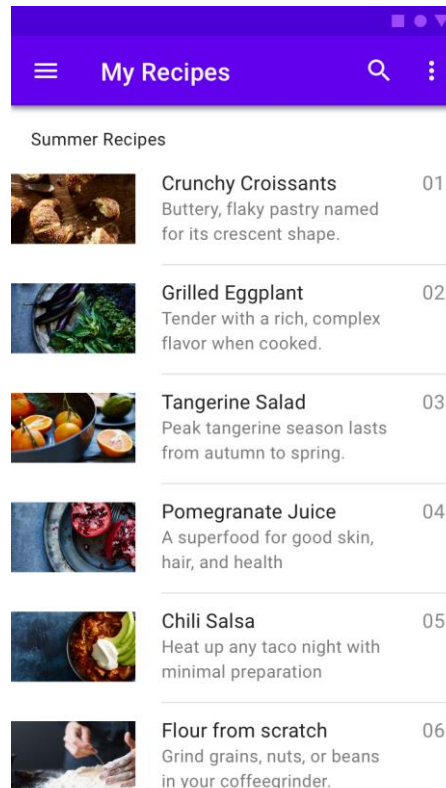 My Recipes
Summer Recipes
Crunchy Croissants
01
Buttery, flaky pastry named
for its crescent shape.
Grilled Eggplant
02
Tender with a rich, complex
flavor when cooked.
Tangerine Salad
03
Peak tangerine season lasts
from autumn to spring.
Pomegranate Juice
04
A superfood for good skin,
hair, and health
Chili Salsa
05
Heat up any taco night with
minimal preparation
Flour from scratch
06
Grind grains, nuts, or beans
in your coffeegrinder.